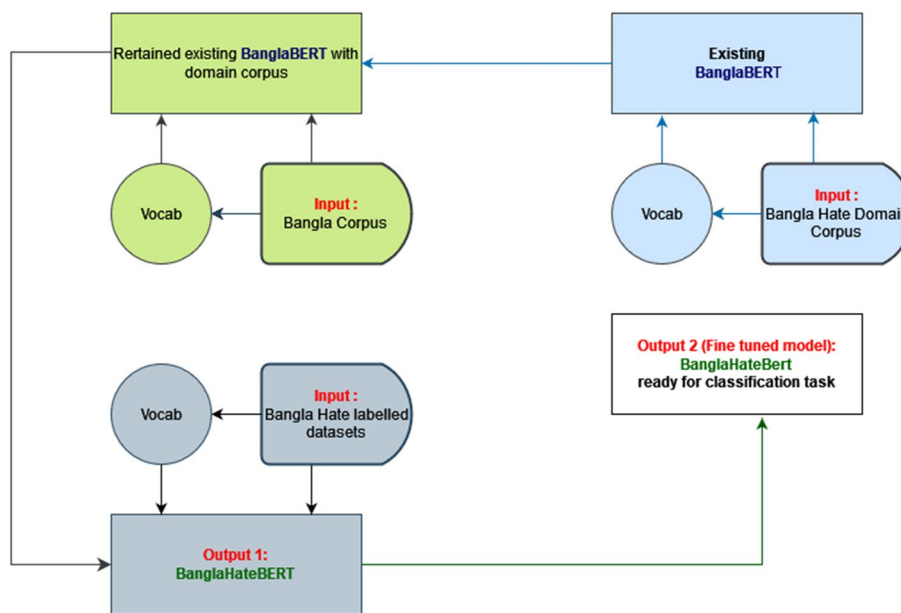 Rertained existing BanglaBERT with
domain corpus
Existing
BanglaBERT
Vocab
Input :
Bangla Corpus
Vocab
Input :
Bangla Hate Domain
Corpus
Output 2 (Fine tuned model):
BanglaHateBert
ready for classification task
Vocab
Input :
Bangla Hate labelled
datasets
Output 1:
BanglaHateBERT